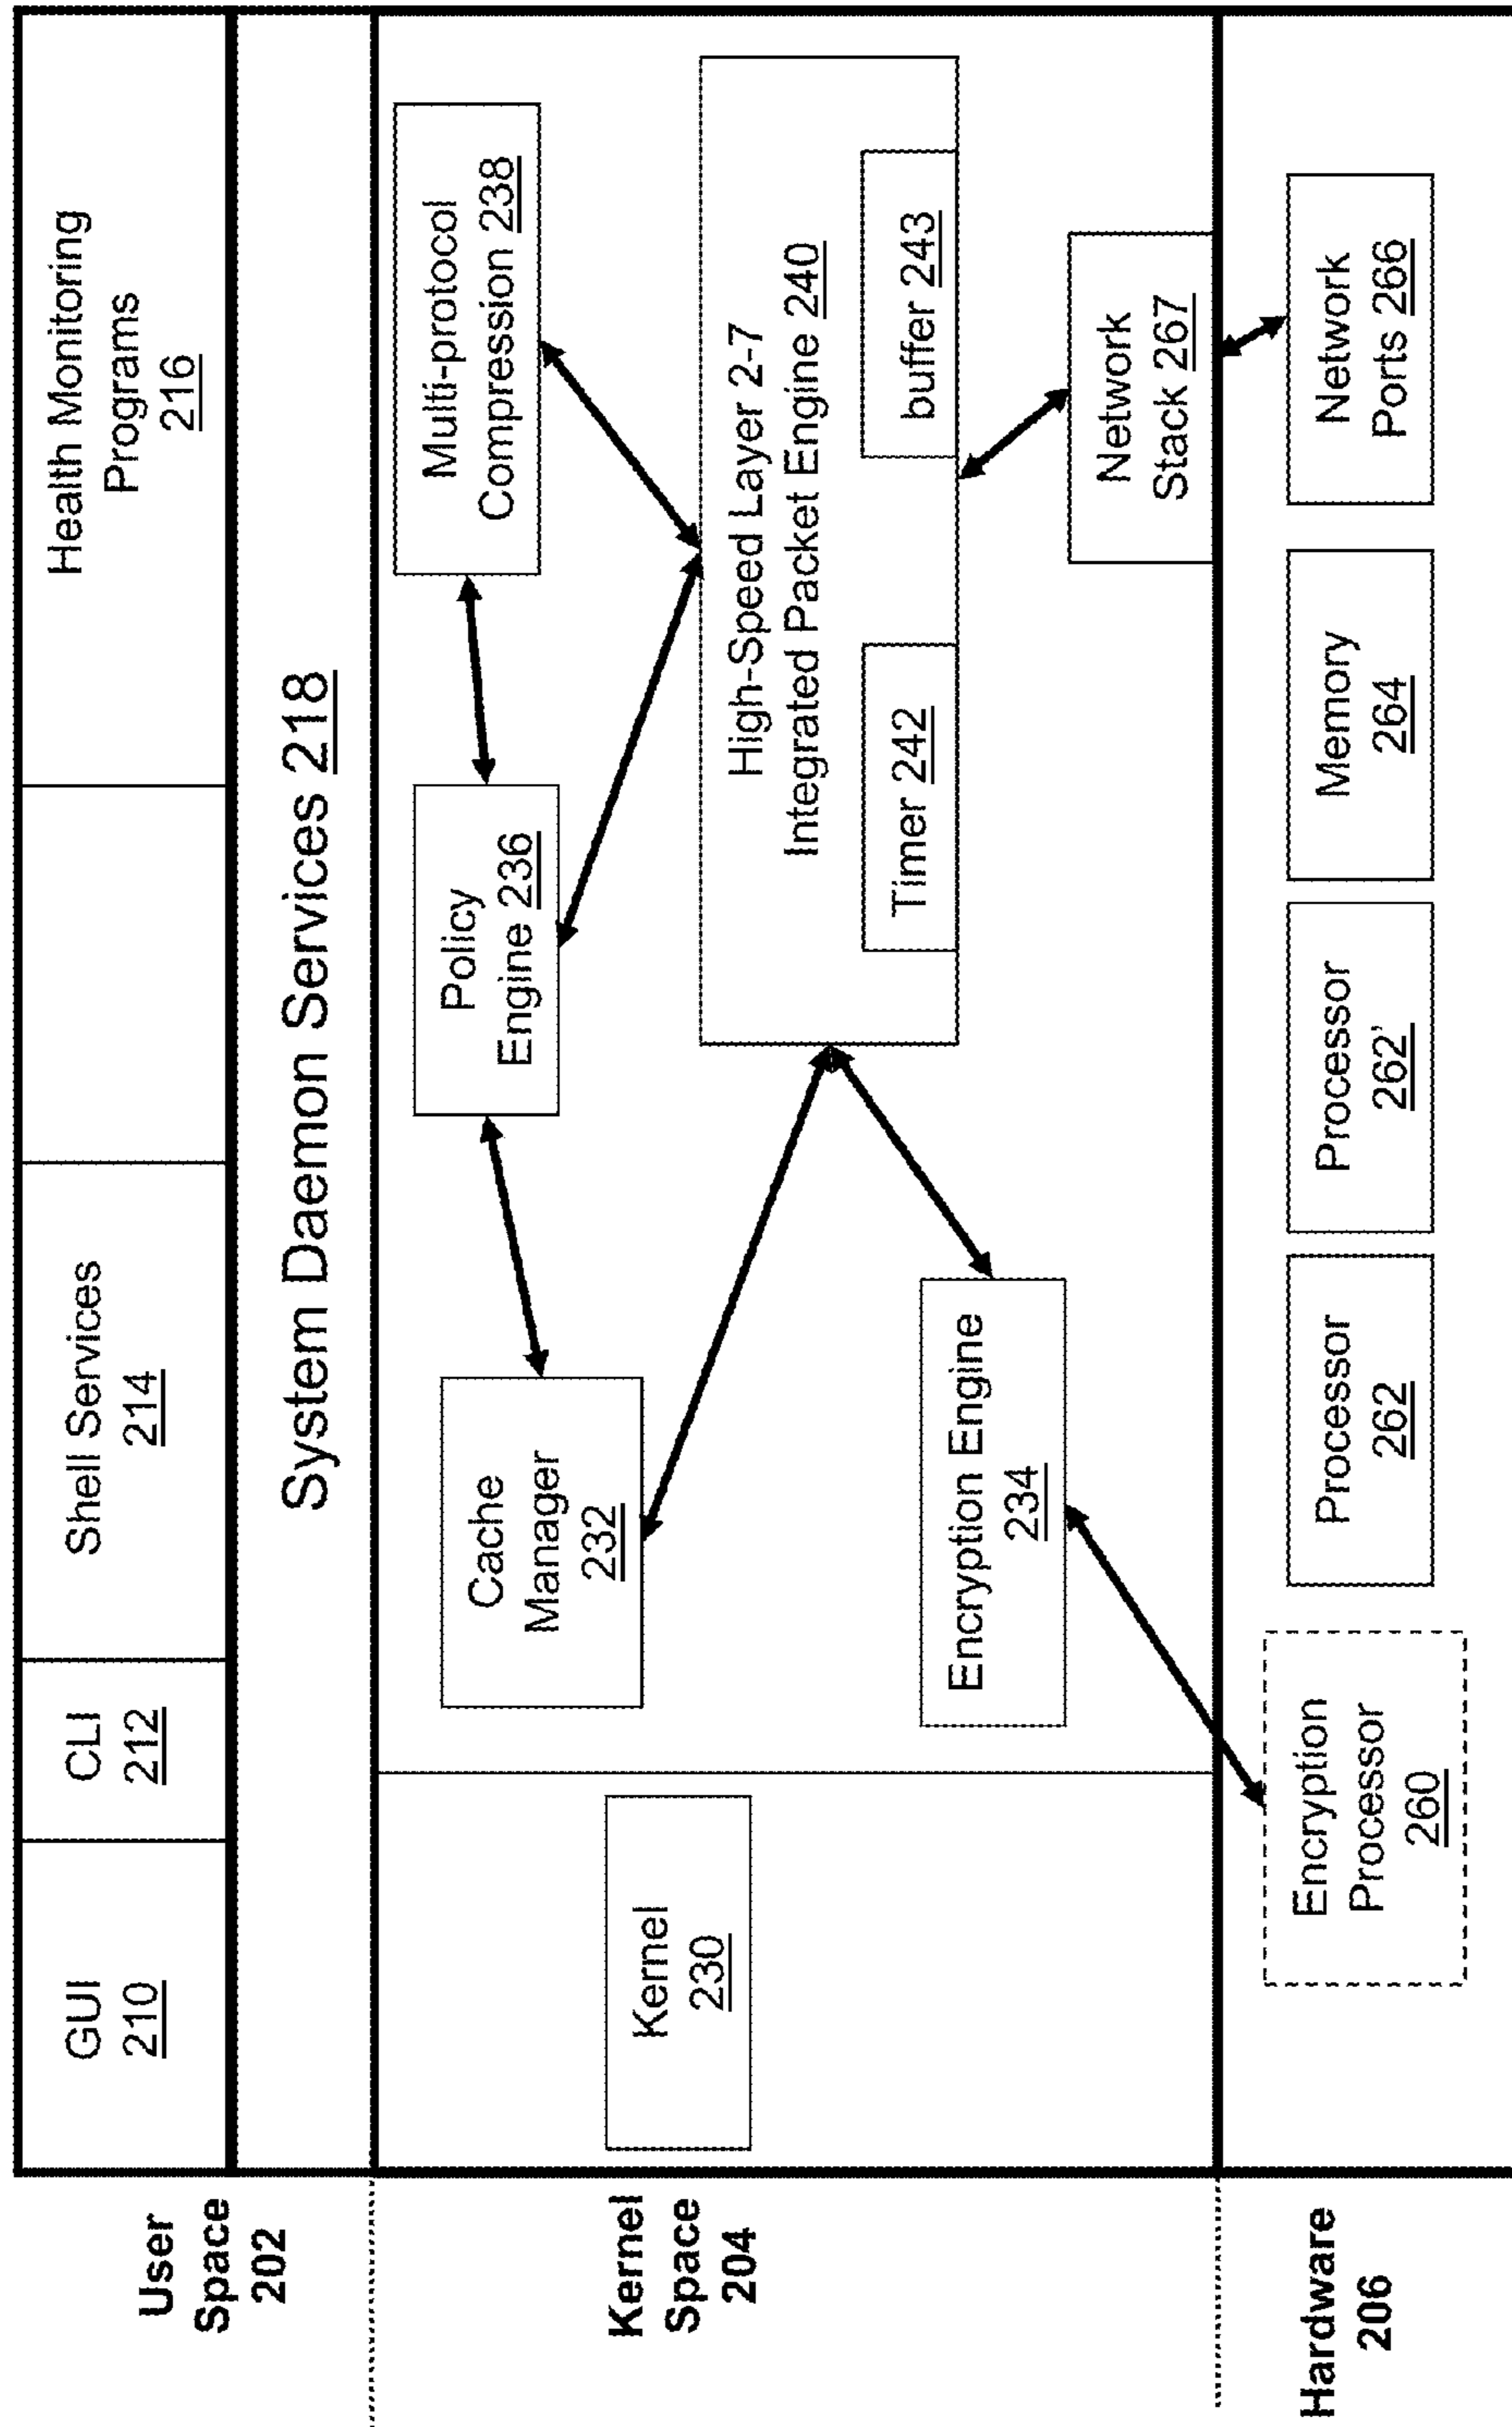 User
Space
202
GUI
210
CLI
212
Shell Services
214
Health Monitoring
Programs
216
System Daemon Services 218
Kernel
Space
204
Kernel
230
Cache
Manager
232
Policy
Engine 236
Multi-protocol
Compression 238
High-Speed Layer 2-7
Integrated Packet Engine 240
Timer 242
buffer 243
Encryption Engine
234
Network
Stack 267
Hardware
206
Encryption
Processor
260
Processor
262
Processor
262’
Memory
264
Network
Ports 266